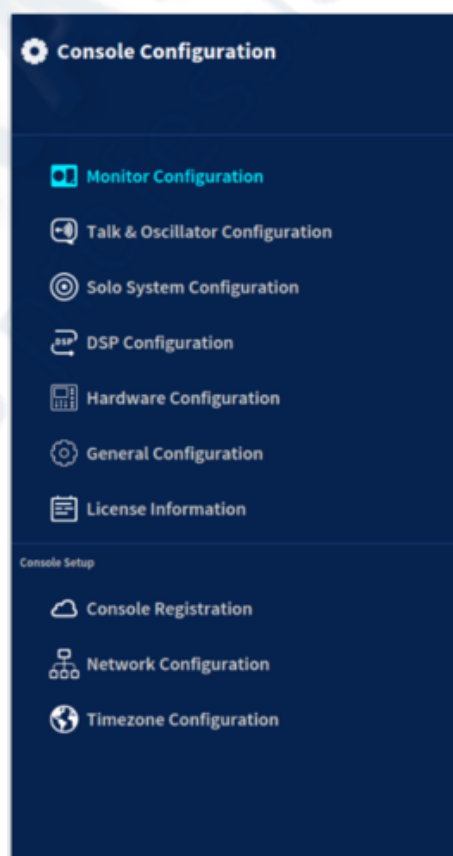 Console Configuration
Monitor Configuration
Talk & Oscillator Configuration
Solo System Configuration
DSP
DSP Configuration
Hardware Configuration
General Configuration
License Information
Console Setup
Console Registration
Network Configuration
Timezone Configuration